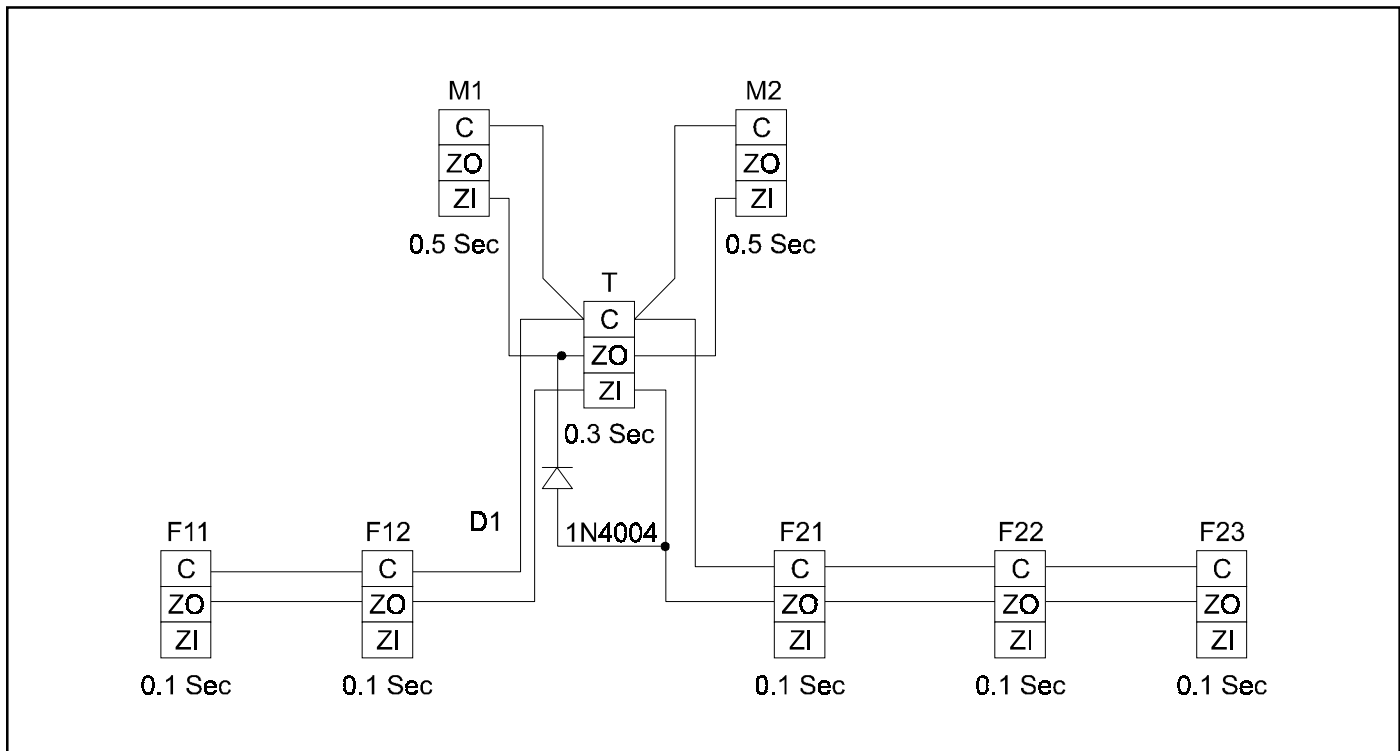 M1
C
ZO
ZI
0.5 Sec
M2
C
ZO
ZI
0.5 Sec
T
C
ZO
ZI
0.3 Sec
D1
1N4004
F11
C
ZO
ZI
0.1 Sec
F12
C
ZO
ZI
0.1 Sec
F21
C
ZO
ZI
0.1 Sec
F22
C
ZO
ZI
0.1 Sec
F23
C
ZO
ZI
0.1 Sec